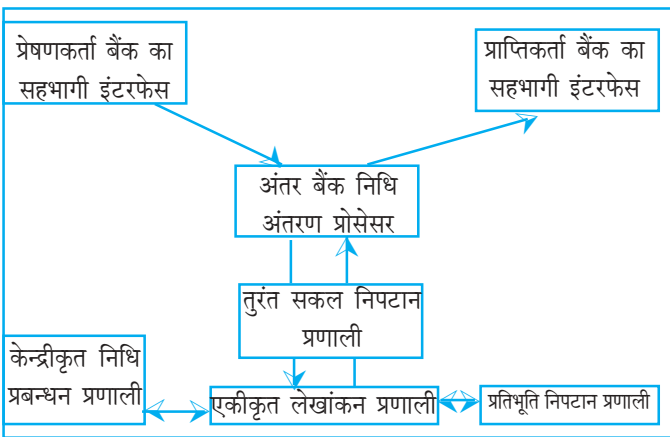 प्रेषणकर्ता बैंक का
सहभागी इंटरफेस
प्राप्तिकर्ता बैंक का
सहभागी इंटरफेस
अंतर बैंक निधि
अंतरण प्रोसेसर
तुरंत सकल निपटान
प्रणाली
केन्द्रीकृत निधि
प्रबन्धन प्रणाली
एकीकृत लेखांकन प्रणाली
प्रतिभूति निपटान प्रणाली